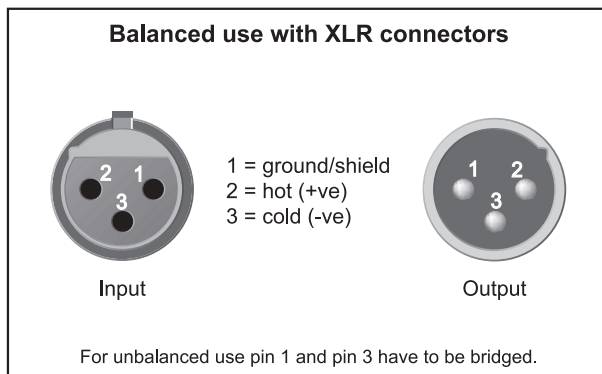 Balanced use with XLR connectors
2 1
3
1 = ground/shield
2 = hot (+ve)
3 = cold (-ve)
1 2
3
Input
Output
For unbalanced use pin 1 and pin 3 have to be bridged.